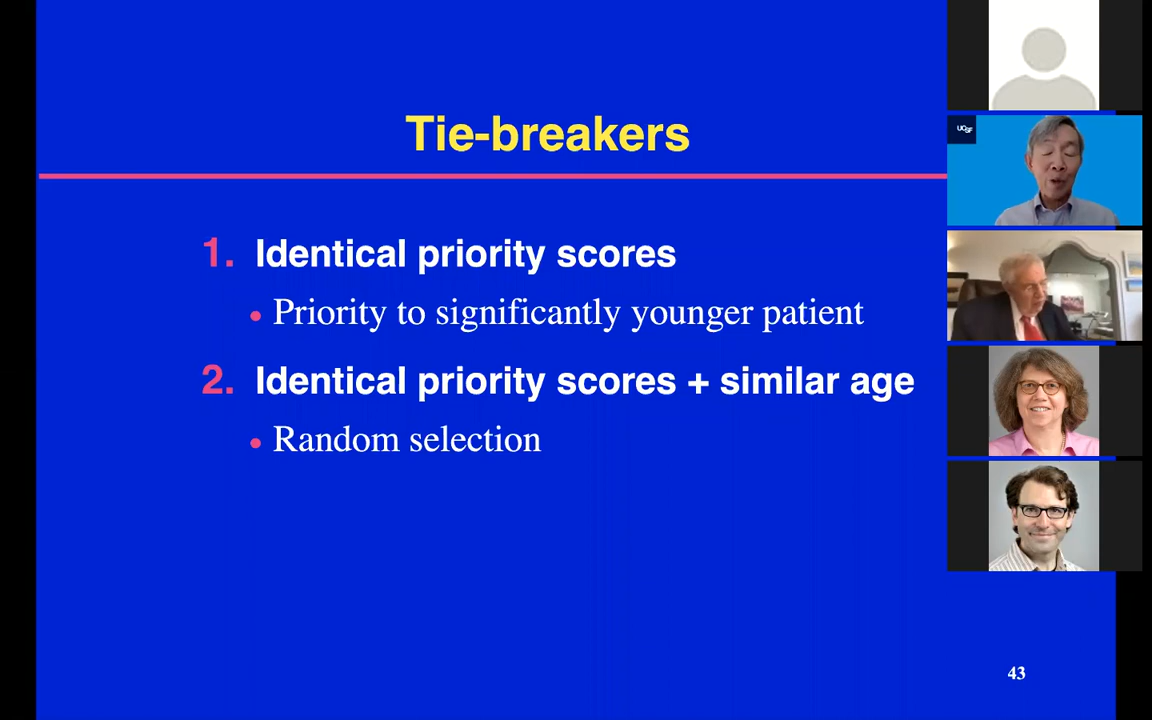 Tie-breakers
1. Identical priority scores
• Priority to significantly younger patient
2. Identical priority scores + similar age
• Random selection
43
UCSF